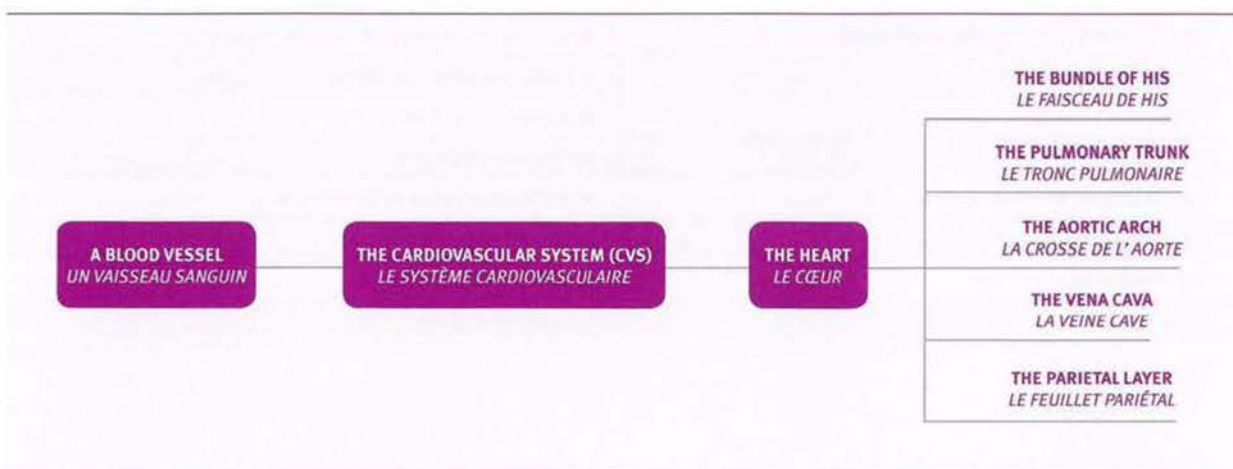 A BLOOD VESSEL
UN VAISSEAU SANGUIN
THE CARDIOVASCULAR SYSTEM (CVS)
LE SYSTÈME CARDIOVASCULAIRE
THE HEART
LE CŒUR
THE BUNDLE OF HIS
LE FAISCEAU DE HIS
THE PULMONARY TRUNK
LE TRONC PULMONAIRE
THE AORTIC ARCH
LA CROSSE DE L' AORTE
THE VENA CAVA
LA VEINE CAVE
THE PARIETAL LAYER
LE FEUILLET PARIÉTAL